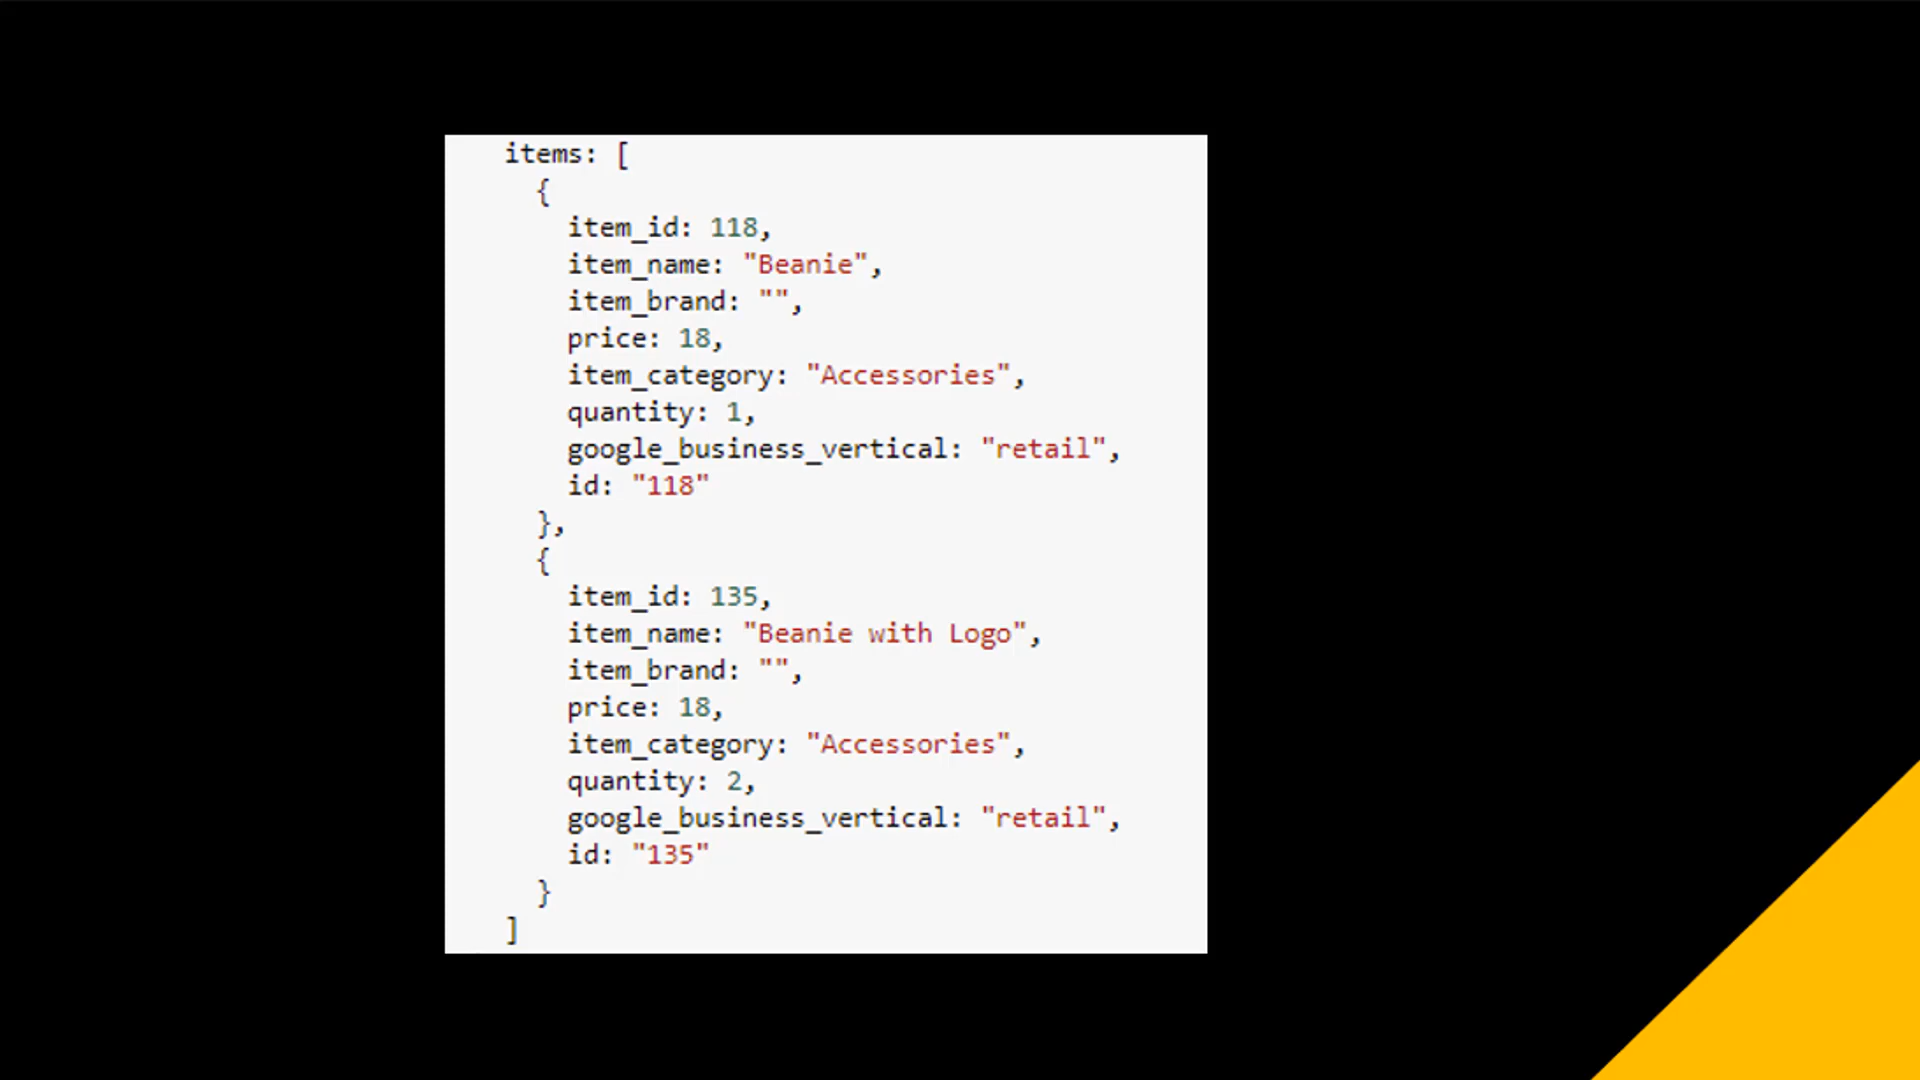 items: [
{
item_id: 118,
item_name: "Beanie",
item_brand: "",
price: 18,
item_category: "Accessories",
quantity: 1,
google_business_vertical: "retail",
id: "118"
},
{
item_id: 135,
item_name: "Beanie with Logo",
item_brand: "",
price: 18,
item_category: "Accessories",
quantity: 2,
google_business_vertical: "retail",
id: "135"
}
]